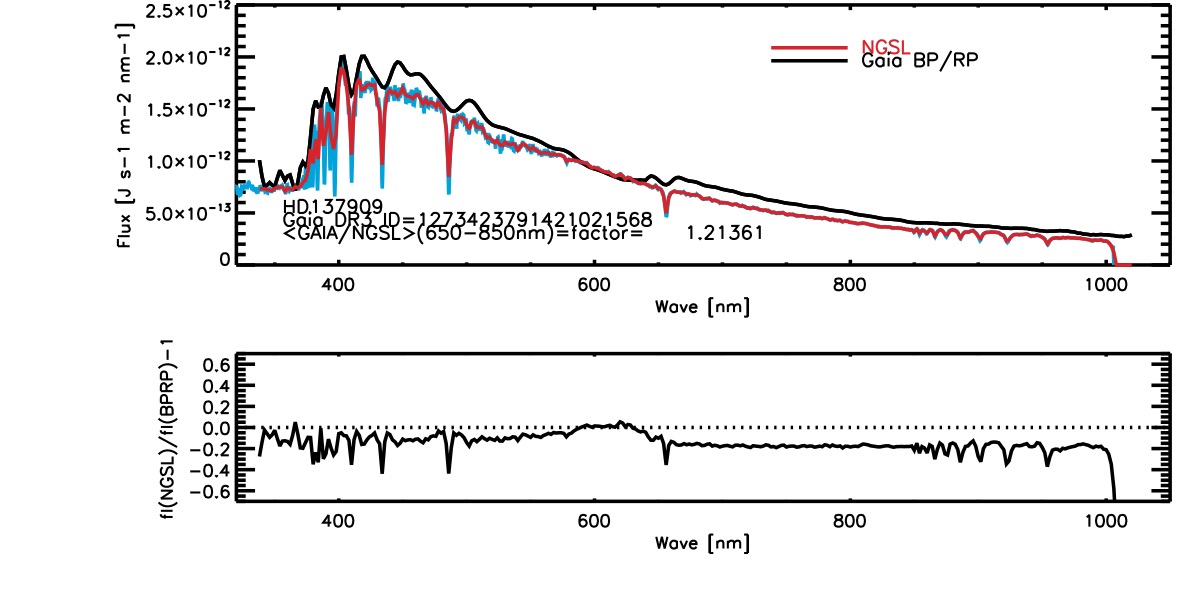 2.5×10−12
2.0×10−12
1.5×10−12
1.0×10−12
5.0×10−13
0
Flux [J s−1 m−2 nm−1]
NGSL
Gaia BP/RP
HD137909
Gaia DR3 ID=1273423791421021568
<GAIA/NGSL>(650−850nm)=factor= 1.21361
400 600 800 1000
Wave [nm]
fl(NGSL)/fl(BPRP)−1
0.6
0.4
0.2
0.0
−0.2
−0.4
−0.6
400 600 800 1000
Wave [nm]